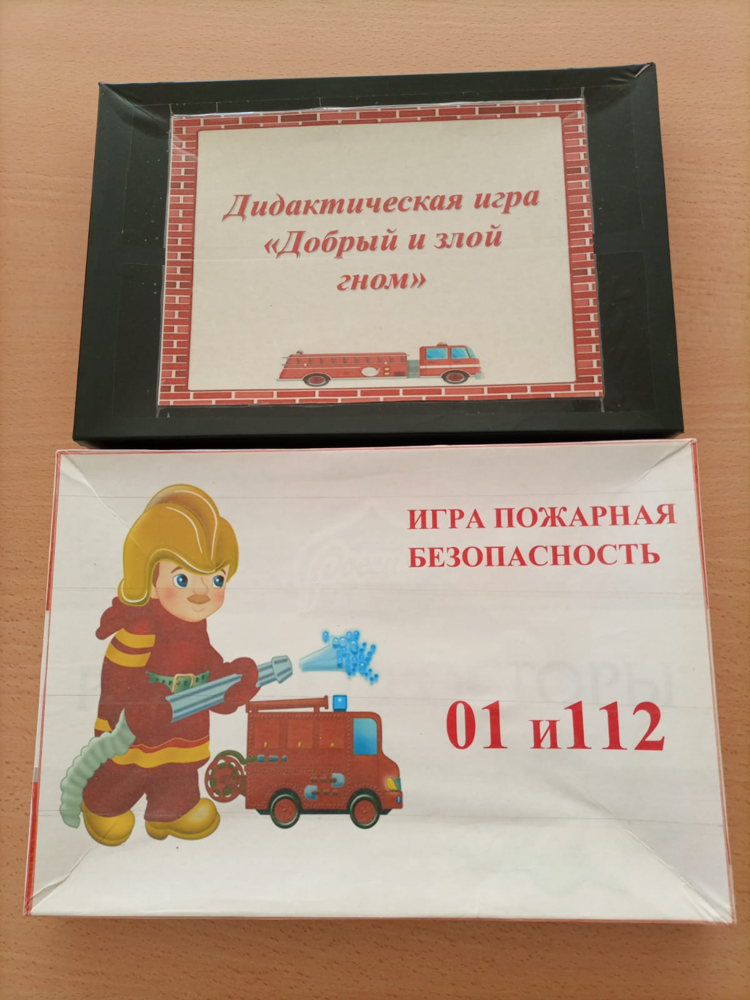 Дидактическая игра
«Добрый и злой
гном»
ИГРА ПОЖАРНАЯ
БЕЗОПАСНОСТЬ
01 и112